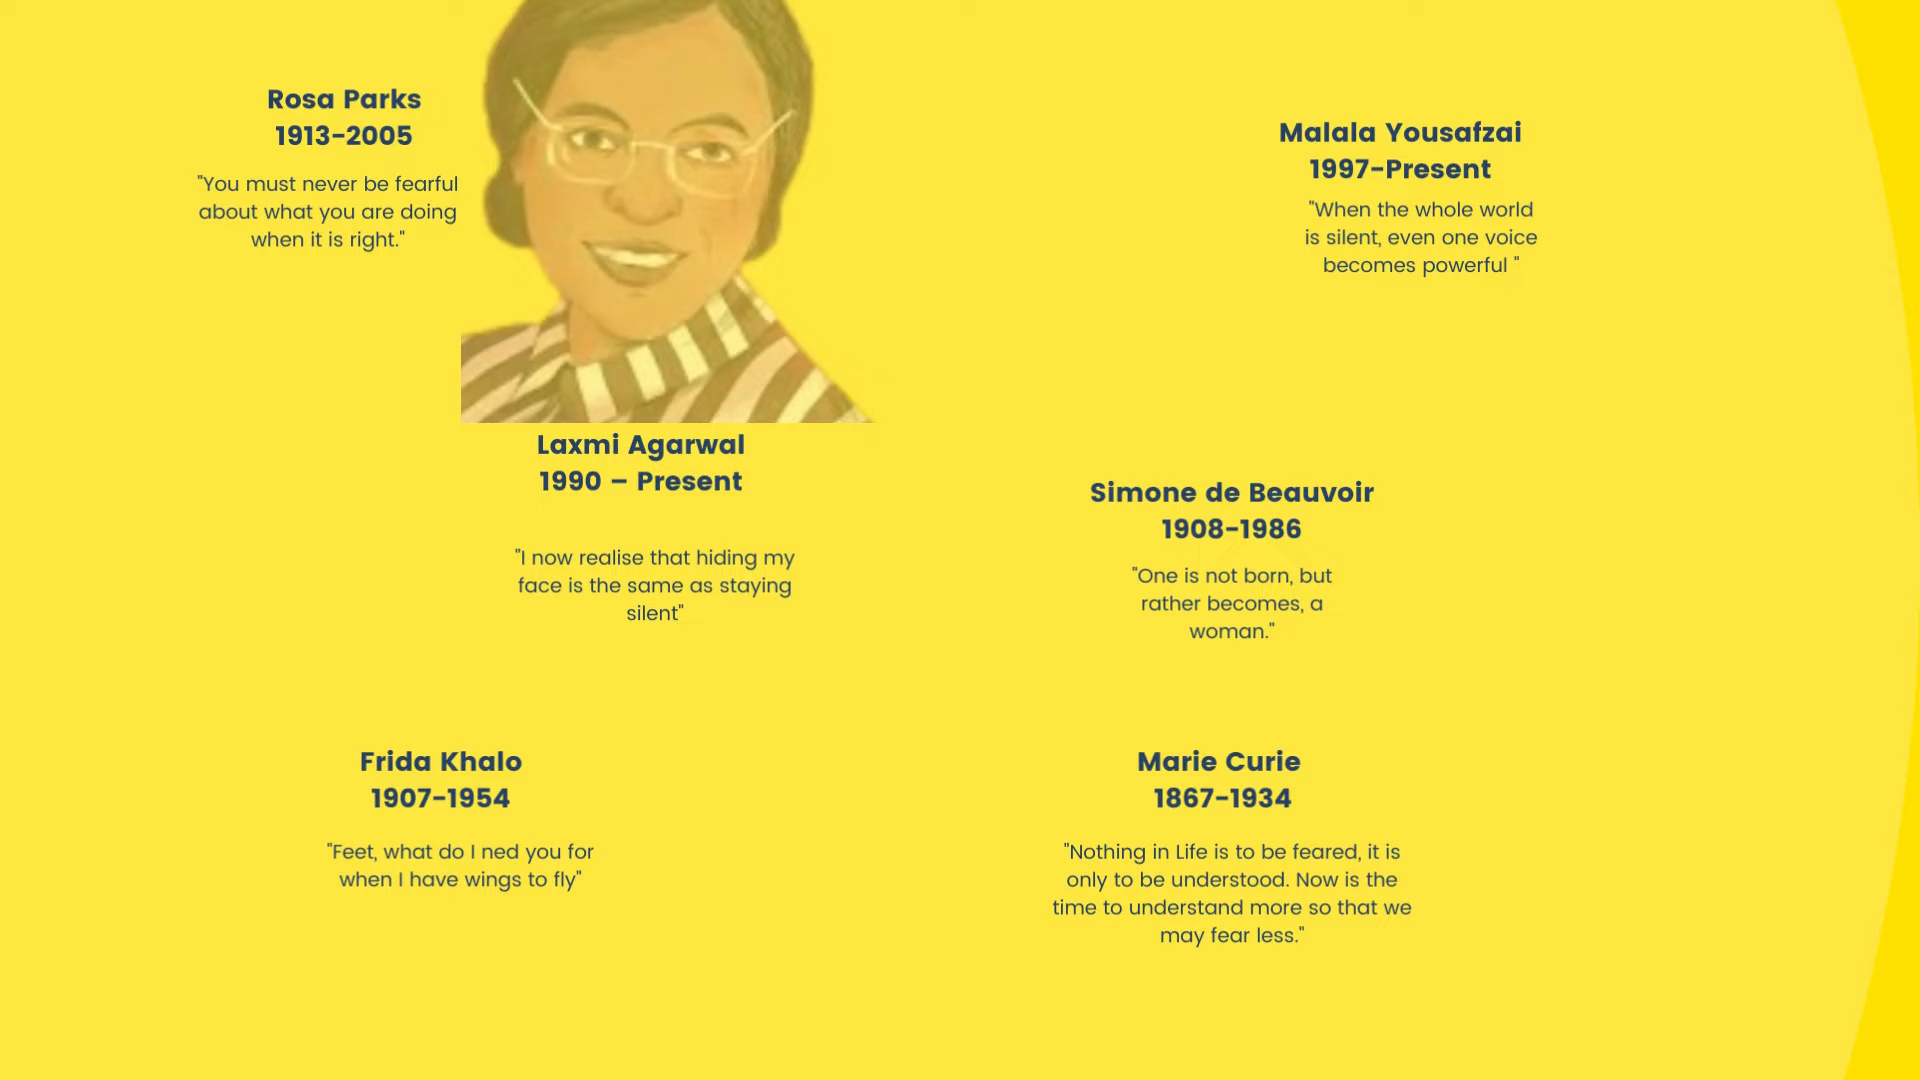 Rosa Parks
1913-2005
"You must never be fearful
about what you are doing
when it is right."
Malala Yousafzai
1997-Present
"When the whole world
is silent, even one voice
becomes powerful "
Laxmi Agarwal
1990 – Present
"I now realise that hiding my
face is the same as staying
silent"
Simone de Beauvoir
1908-1986
"One is not born, but
rather becomes, a
woman."
Frida Khalo
1907-1954
"Feet, what do I ned you for
when I have wings to fly"
Marie Curie
1867-1934
"Nothing in Life is to be feared, it is
only to be understood. Now is the
time to understand more so that we
may fear less."